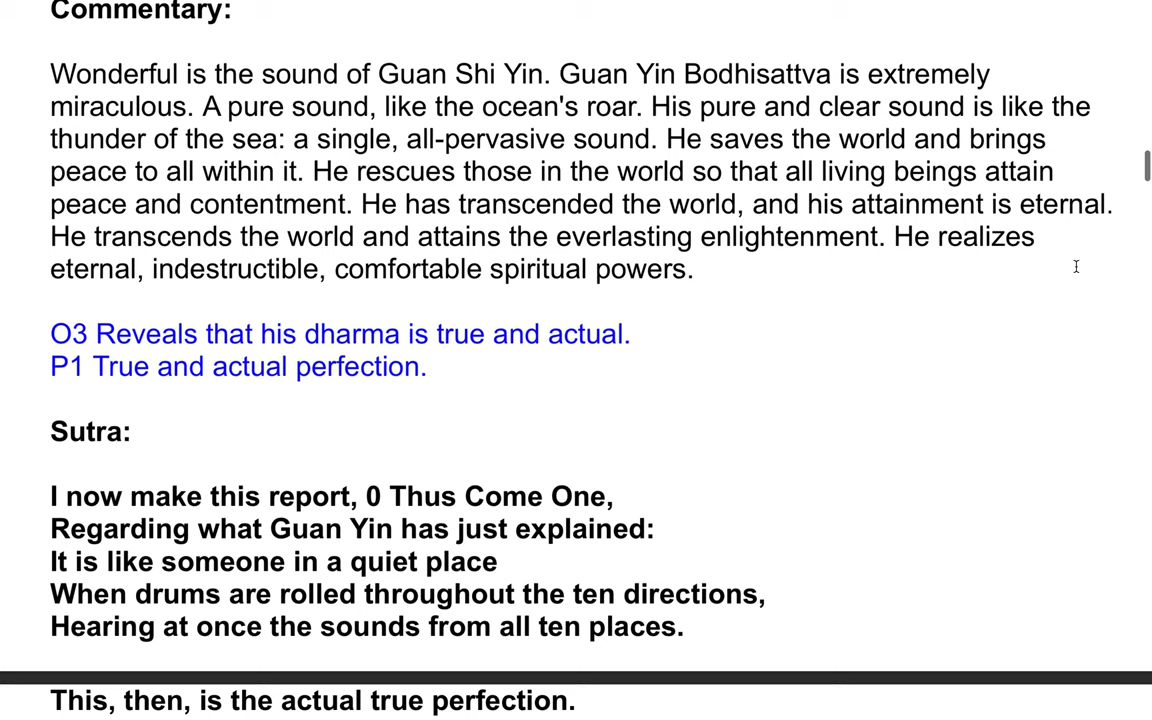 Commentary:
Wonderful is the sound of Guan Shi Yin. Guan Yin Bodhisattva is extremely
miraculous. A pure sound, like the ocean's roar. His pure and clear sound is like the
thunder of the sea: a single, all-pervasive sound. He saves the world and brings
peace to all within it. He rescues those in the world so that all living beings attain
peace and contentment. He has transcended the world, and his attainment is eternal.
He transcends the world and attains the everlasting enlightenment. He realizes
eternal, indestructible, comfortable spiritual powers.
O3 Reveals that his dharma is true and actual.
P1 True and actual perfection.
Sutra:
I now make this report, 0 Thus Come One,
Regarding what Guan Yin has just explained:
It is like someone in a quiet place
When drums are rolled throughout the ten directions,
Hearing at once the sounds from all ten places.
This, then, is the actual true perfection.